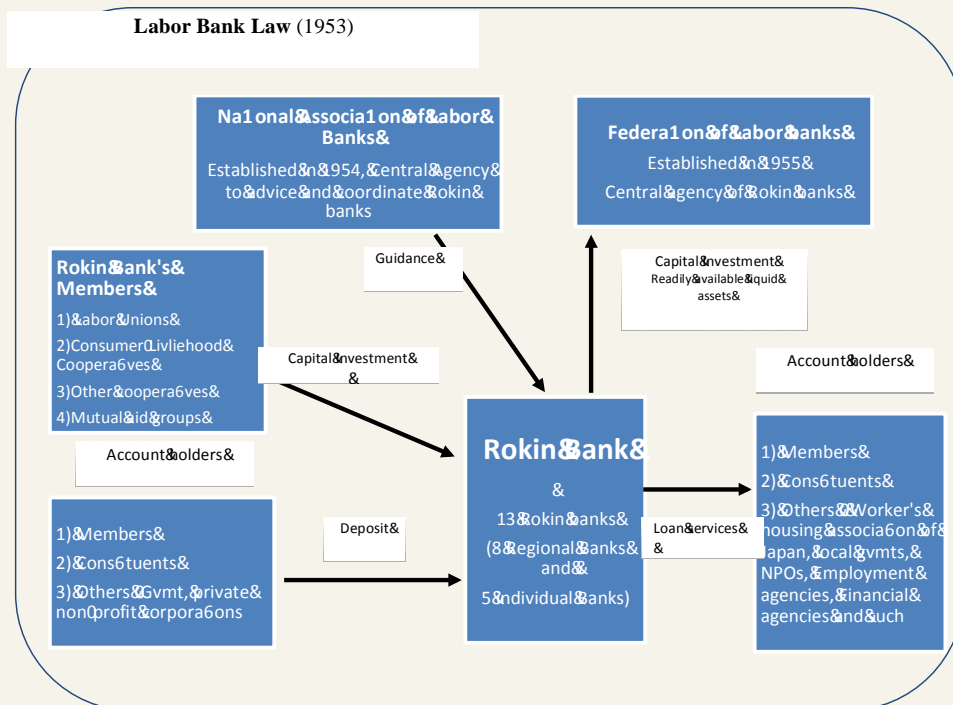 Labor Bank Law (1953)
Na1onal&Associa1on&of&Labor&
Banks&
Established&in&1954,&Central&Agency&
to&advice&and&coordinate&Rokin&
banks
Federa1on&of&Labor&banks&
Established&in&1955&
Central&agency&of&Rokin&banks&
Guidance&
Capital&Investment&
Readily&available&liquid&
assets&
Rokin&Bank's&
Members&
1)&Labor&Unions&
2)Consumer0Livliehood&
Coopera6ves&
3)Other&coopera6ves&
4)Mutual&aid&groups&
Capital&Investment&
&
Account&holders&
1)&Members&
2)&Cons6tuents&
3)&Others&Gvmt,&private&
non0profit&corpora6ons
Deposit&
Rokin&Bank&
&
13&Rokin&banks&
(8&Regional&Banks&
and&
5&Individual&Banks)
Loan&services&
&
Account&holders&
1)&Members&
2)&Cons6tuents&
3)&Others&Worker's&
housing&associa6on&of&
Japan,&local&gvmts,&
NPOs,&Employment&
agencies,&Financial&
agencies&and&such